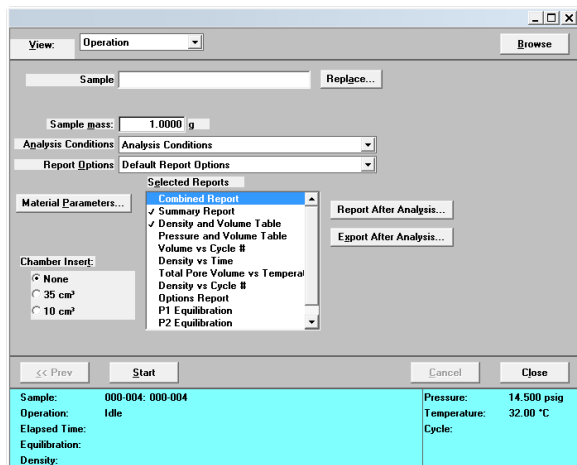 View: Operation Browse
Sample Replace...
Sample mass: 1.0000 g
Analysis Conditions Analysis Conditions
Report Options Default Report Options
Selected Reports
Material Parameters...
Combined Report
✓ Summary Report
✓ Density and Volume Table
Pressure and Volume Table
Volume vs Cycle #
Density vs Time
Total Pore Volume vs Temperat
Density vs Cycle #
Options Report
P1 Equilibration
P2 Equilibration
Report After Analysis...
Export After Analysis...
Chamber Insert:
None
35 cm³
10 cm³
<< Prev Start Cancel Close
Sample: 000-004: 000-004 Pressure: 14.500 psig
Operation: Idle Temperature: 32.00 °C
Elapsed Time: Cycle:
Equilibration:
Density: